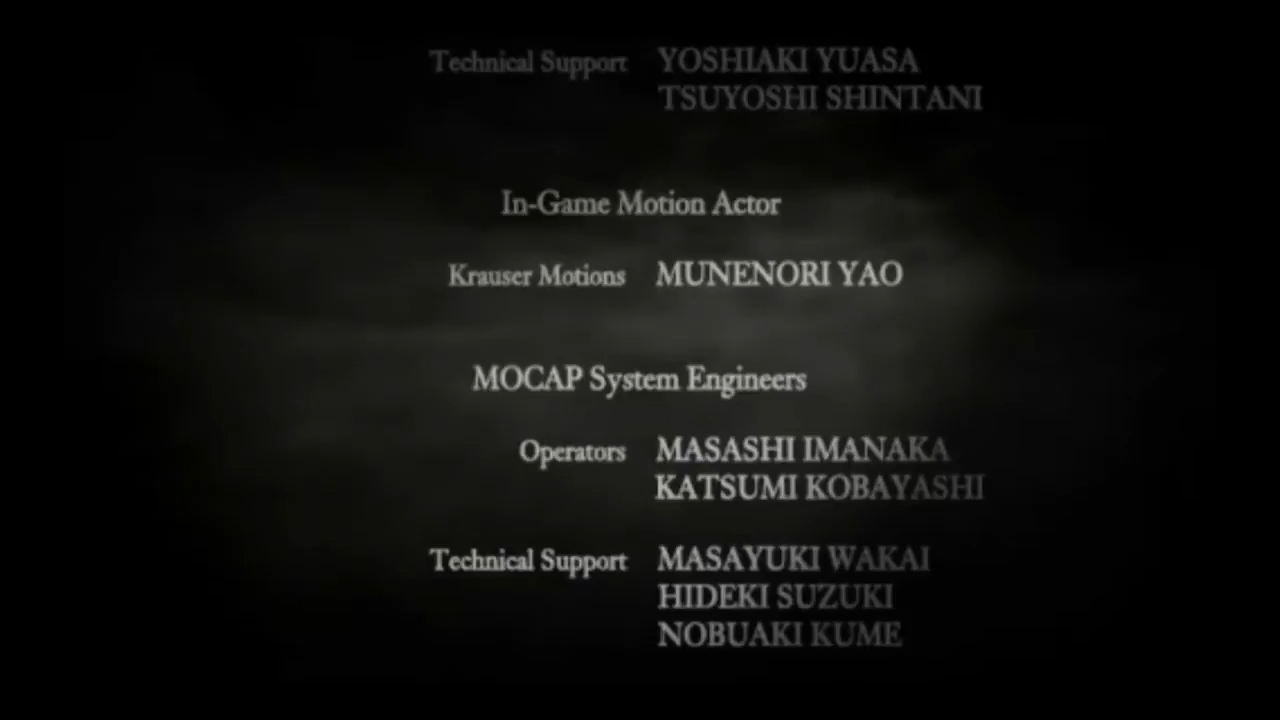 Technical Support YOSHIAKI YUASA
TSUYOSHI SHINTANI
In-Game Motion Actor
Krauser Motions MUNENORI YAO
MOCAP System Engineers
Operators MASASHI IMANAKA
KATSUMI KOBAYASHI
Technical Support MASAYUKI WAKAI
HIDEKI SUZUKI
NOBUAKI KUME